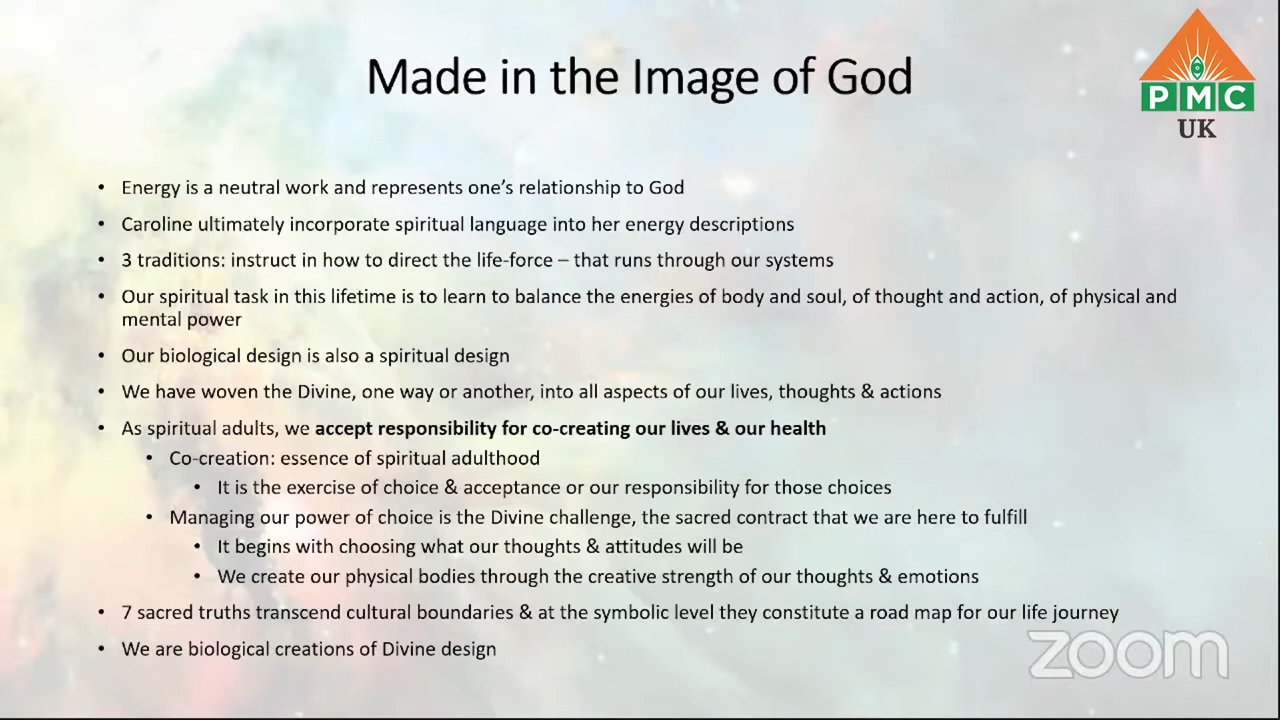 Made in the Image of God
P M C
UK
• Energy is a neutral work and represents one’s relationship to God
• Caroline ultimately incorporate spiritual language into her energy descriptions
• 3 traditions: instruct in how to direct the life-force – that runs through our systems
• Our spiritual task in this lifetime is to learn to balance the energies of body and soul, of thought and action, of physical and
mental power
• Our biological design is also a spiritual design
• We have woven the Divine, one way or another, into all aspects of our lives, thoughts & actions
• As spiritual adults, we accept responsibility for co-creating our lives & our health
• Co-creation: essence of spiritual adulthood
• It is the exercise of choice & acceptance or our responsibility for those choices
• Managing our power of choice is the Divine challenge, the sacred contract that we are here to fulfill
• It begins with choosing what our thoughts & attitudes will be
• We create our physical bodies through the creative strength of our thoughts & emotions
• 7 sacred truths transcend cultural boundaries & at the symbolic level they constitute a road map for our life journey
• We are biological creations of Divine design
zoom